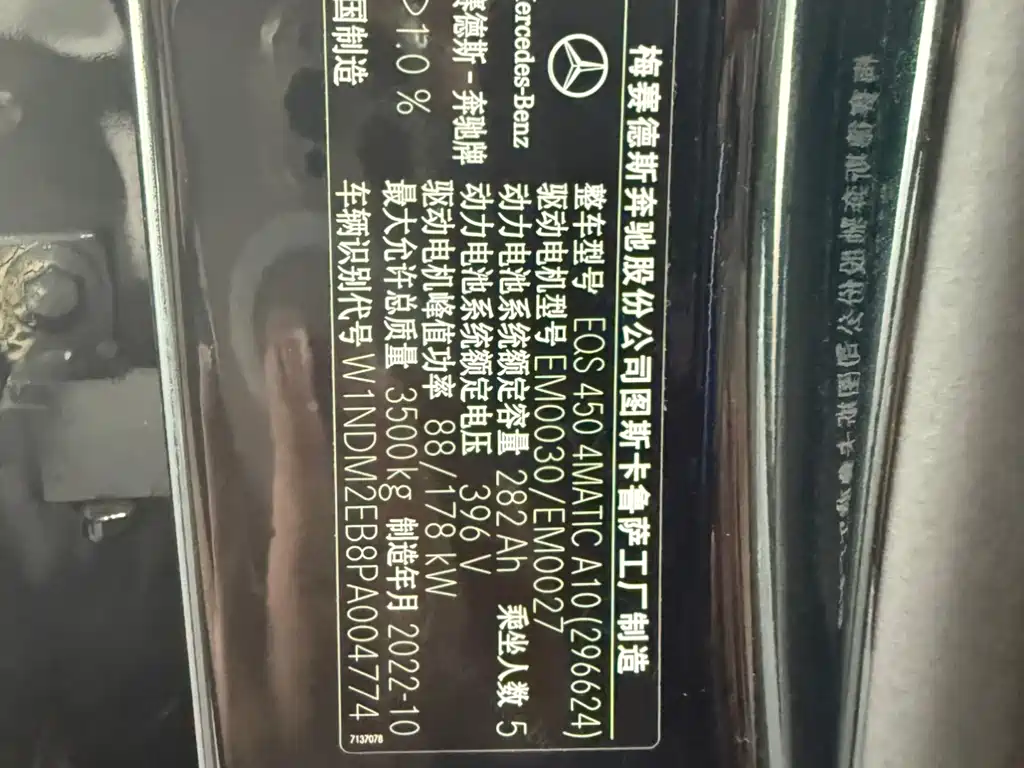 梅赛德斯奔驰股份公司图斯卡鲁萨工厂制造
整车型号 EQS 450 4MATIC A10(296624)
驱动电机型号 EM0030/EM0027
Mercedes-Benz
动力电池系统额定容量 282 Ah 乘坐人数 5
赛德斯-奔驰牌
动力电池系统额定电压 396 V
驱动电机峰值功率 88/178 kW
>1.0 %
最大允许总质量 3500kg 制造年月 2022-10
国制造
车辆识别代号 W1NDM2EB8PA004774
7137078